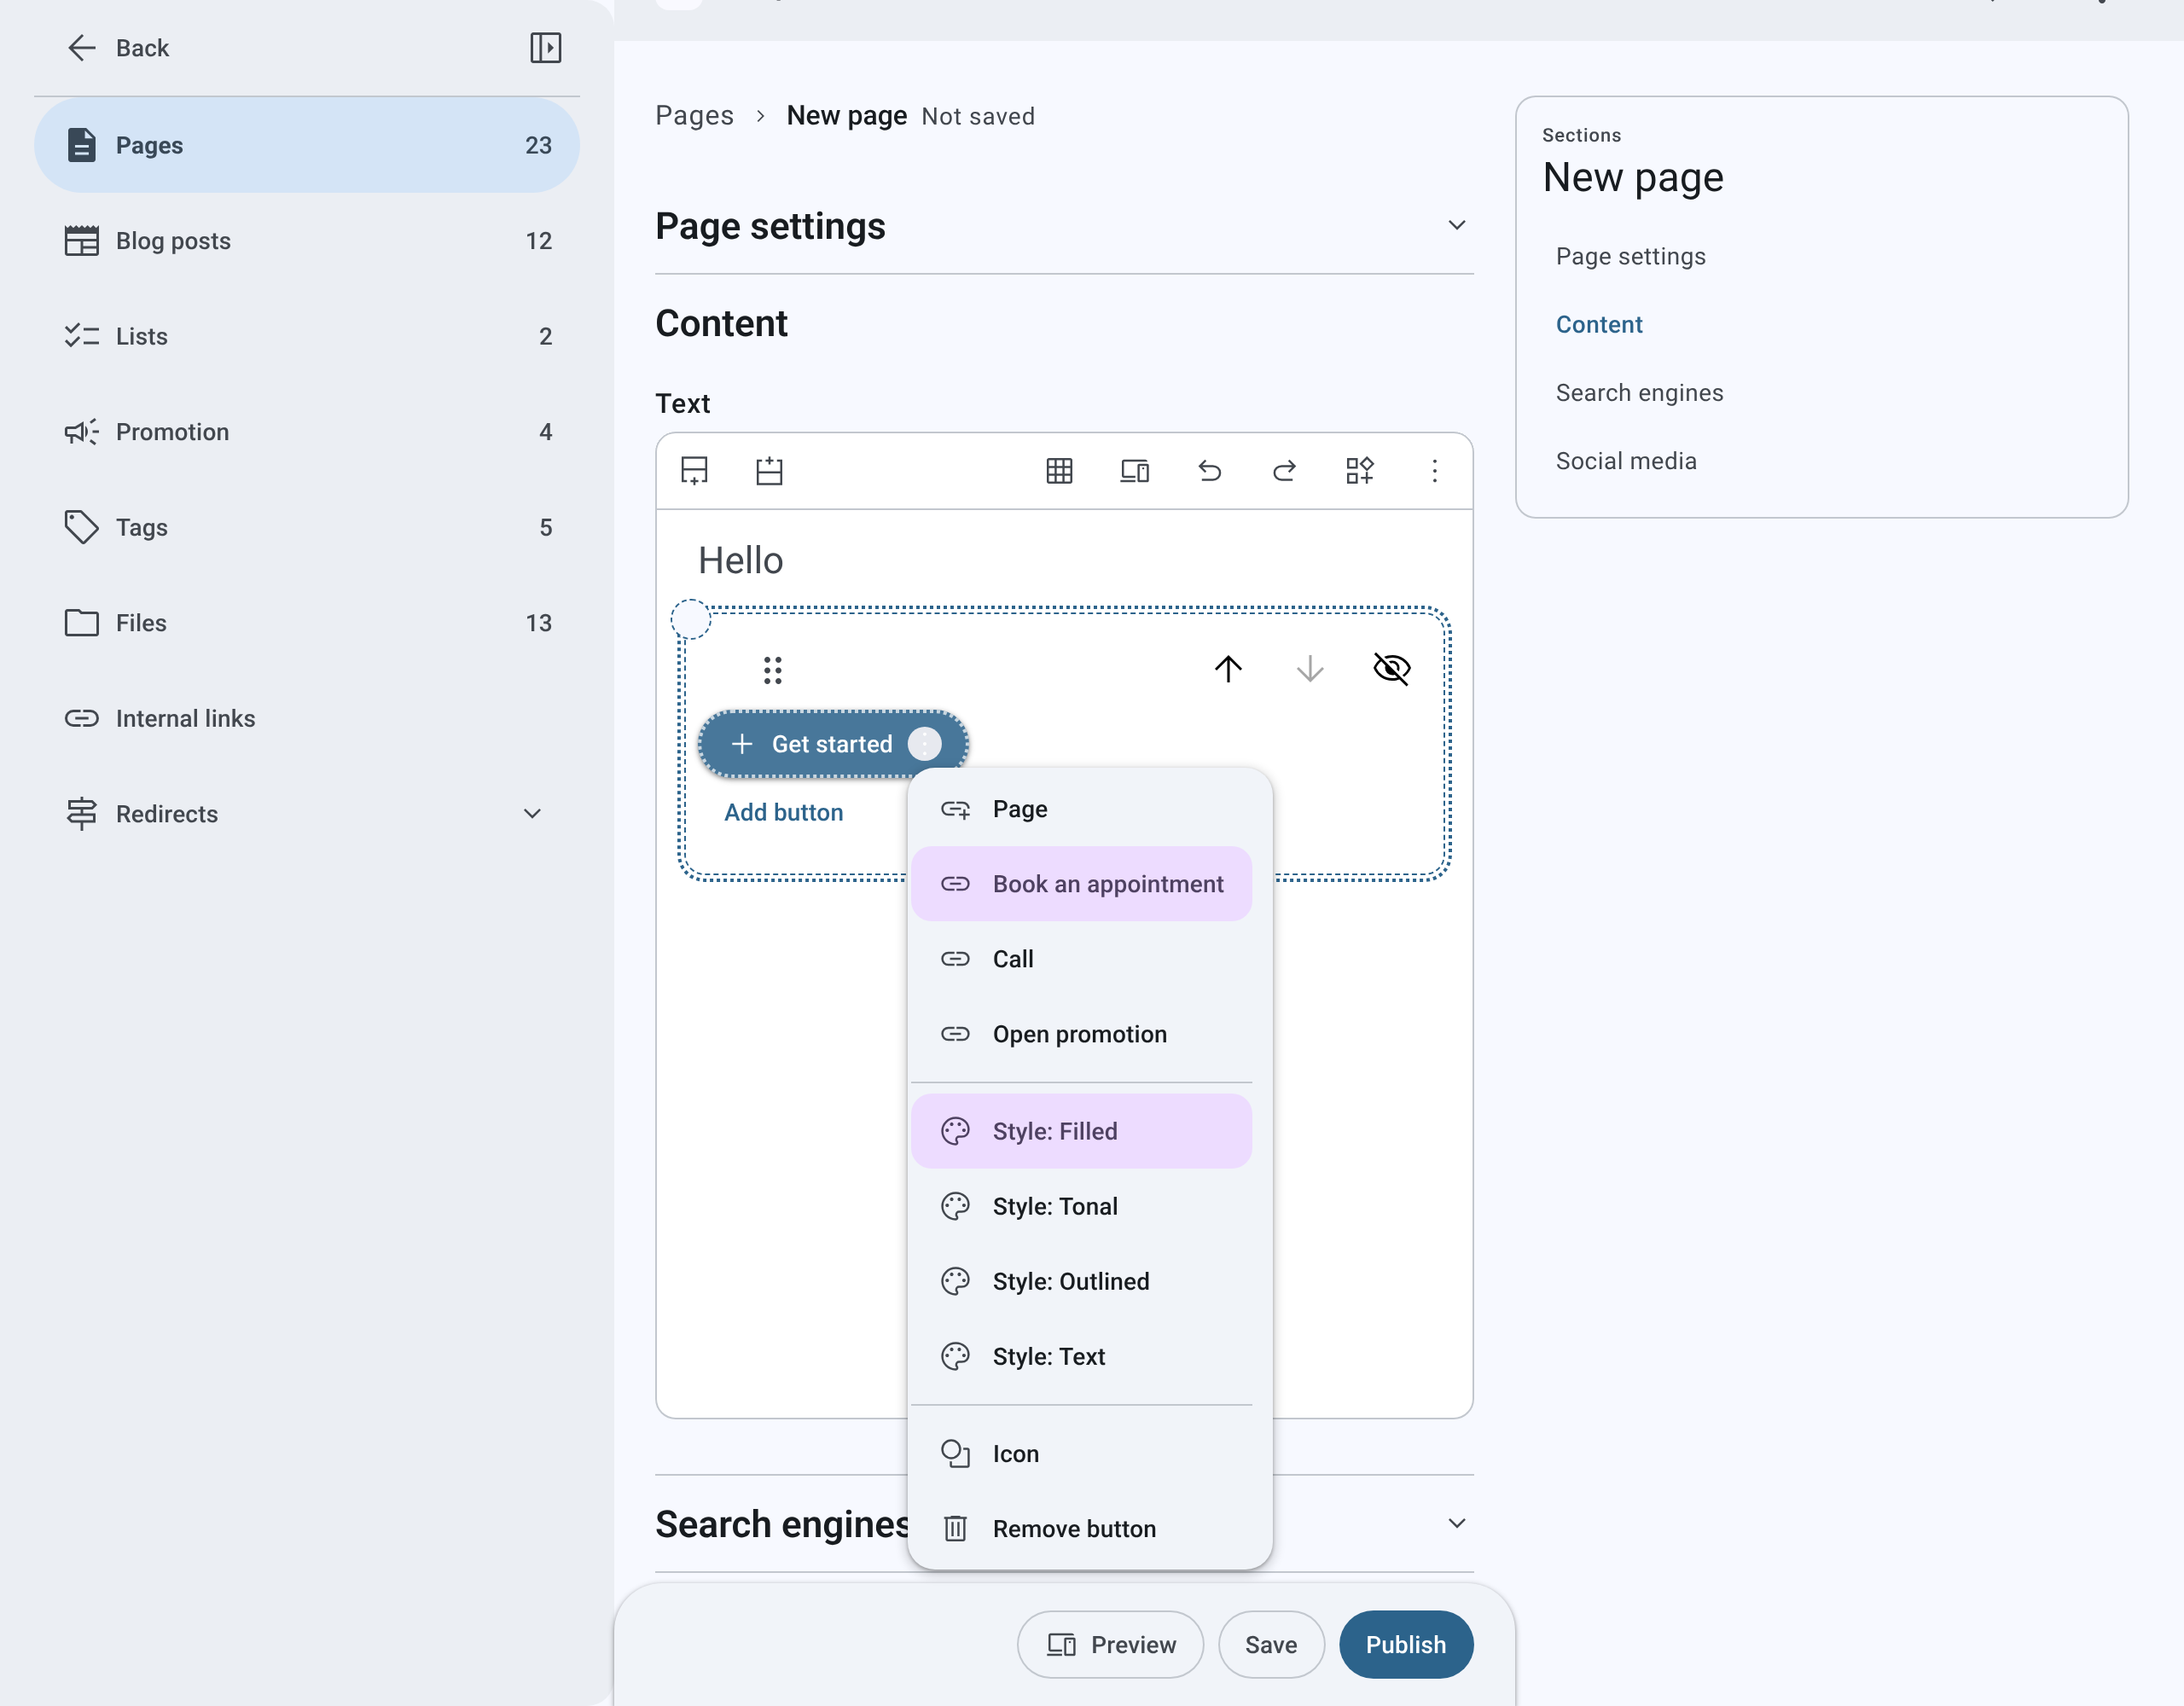 Back
Pages 23
Blog posts 12
Lists 2
Promotion 4
Tags 5
Files 13
Internal links
Redirects
Pages > New page Not saved
Page settings
Content
Text
Hello
Get started
Add button
Page
Book an appointment
Call
Open promotion
Style: Filled
Style: Tonal
Style: Outlined
Style: Text
Icon
Remove button
Search engines
Preview
Save
Publish
Sections
New page
Page settings
Content
Search engines
Social media